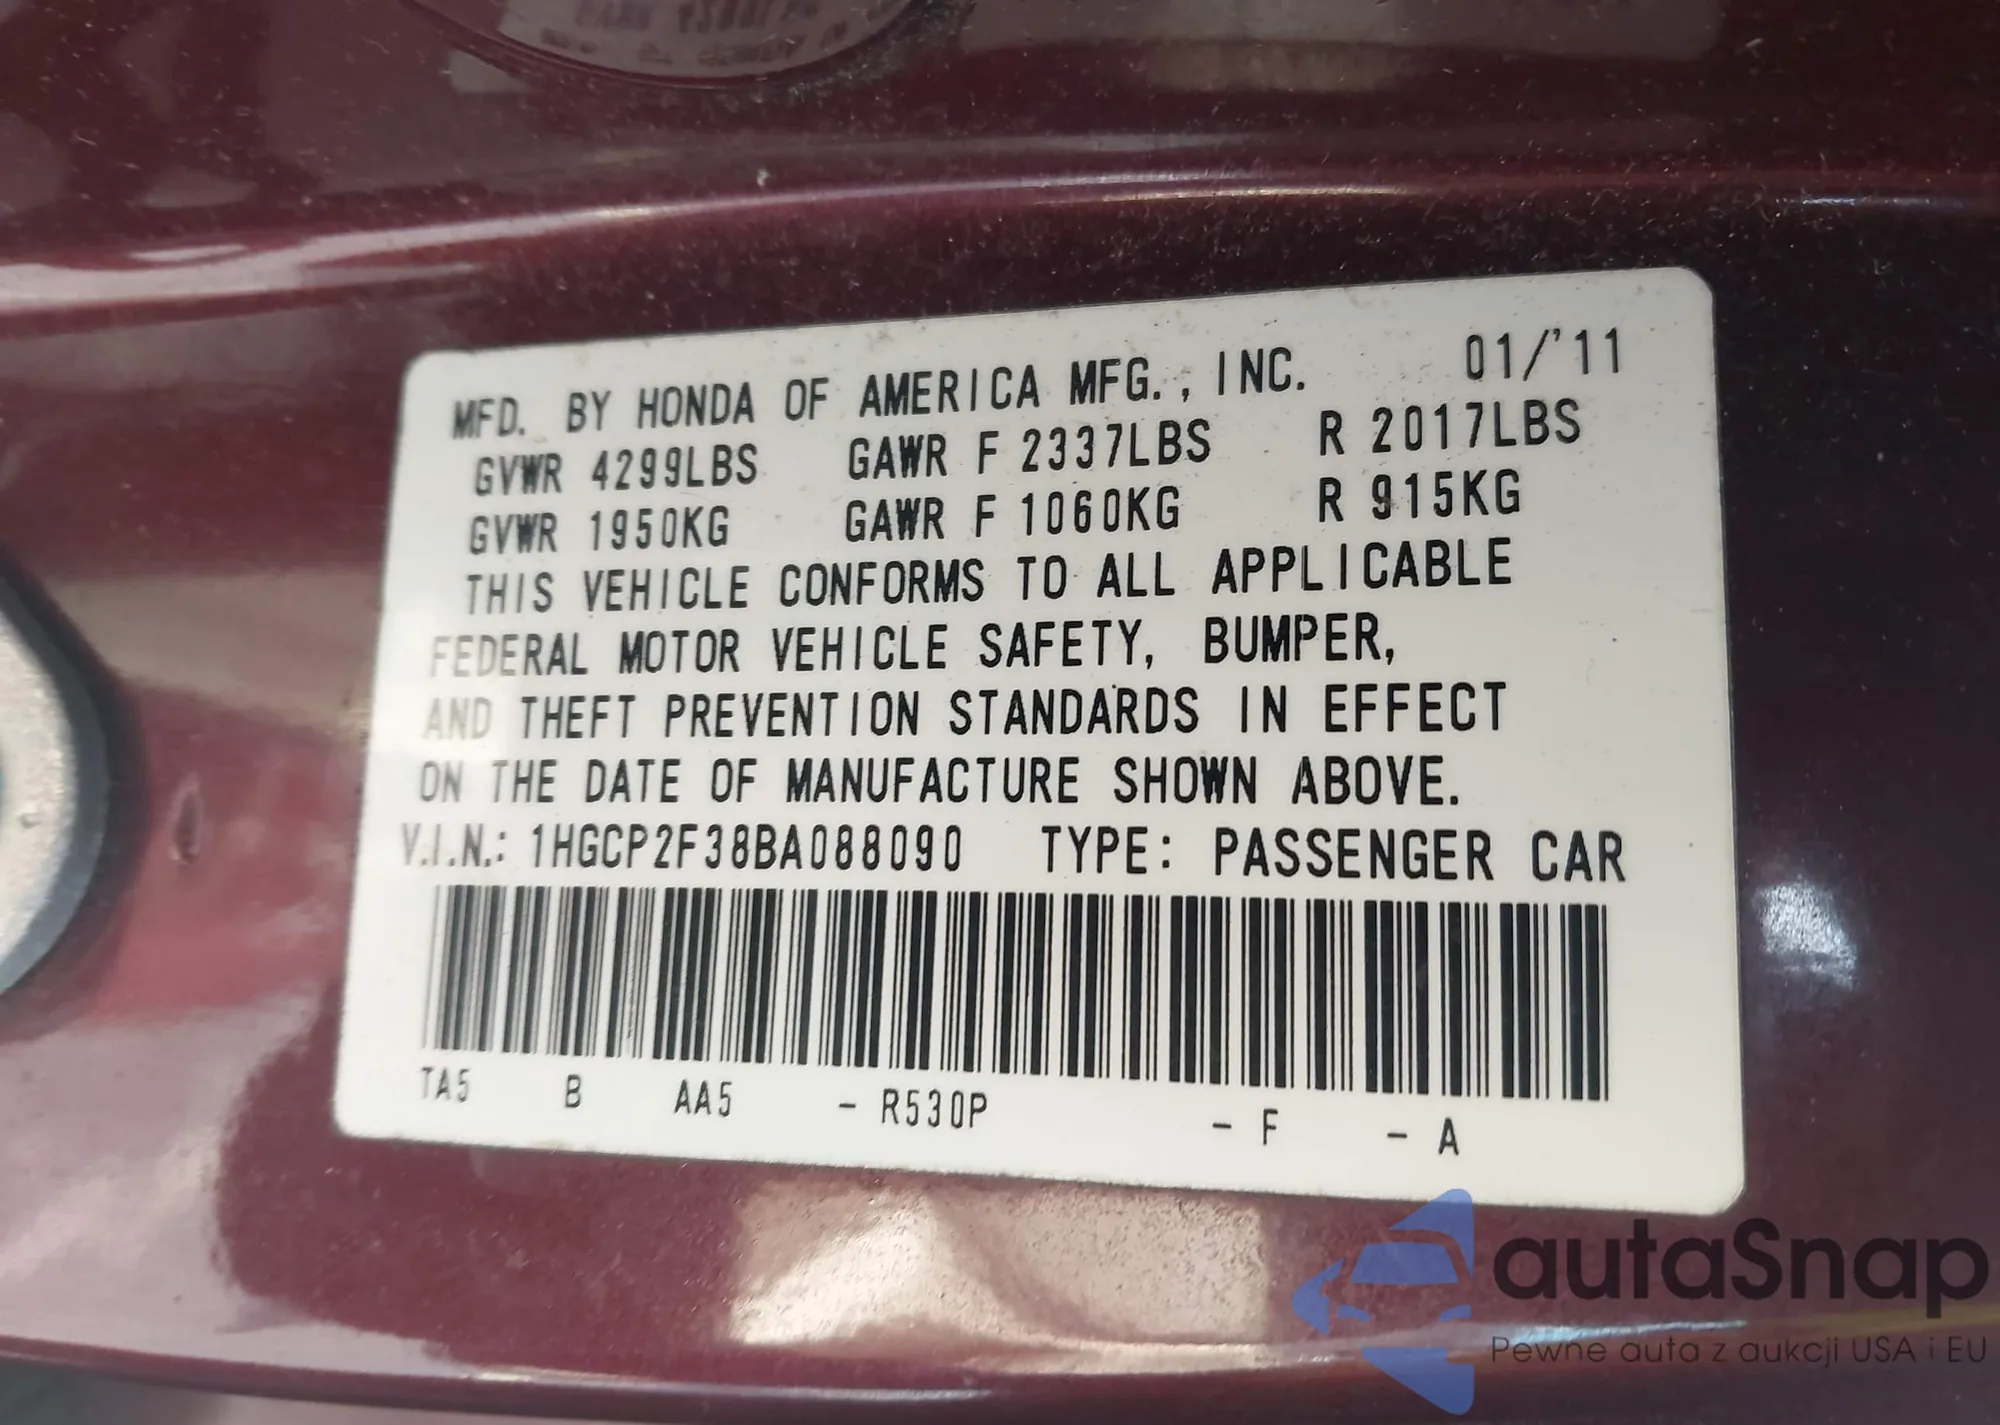 MFD. BY HONDA OF AMERICA MFG., INC. 01/'11
GVWR 4299LBS GAWR F 2337LBS R 2017LBS
GVWR 1950KG GAWR F 1060KG R 915KG
THIS VEHICLE CONFORMS TO ALL APPLICABLE
FEDERAL MOTOR VEHICLE SAFETY, BUMPER,
AND THEFT PREVENTION STANDARDS IN EFFECT
ON THE DATE OF MANUFACTURE SHOWN ABOVE.
V.I.N.: 1HGCP2F38BA088090 TYPE: PASSENGER CAR
TA5 B AA5 - R530P - F - A
autaSnap
Pewne auta z aukcji USA i EU